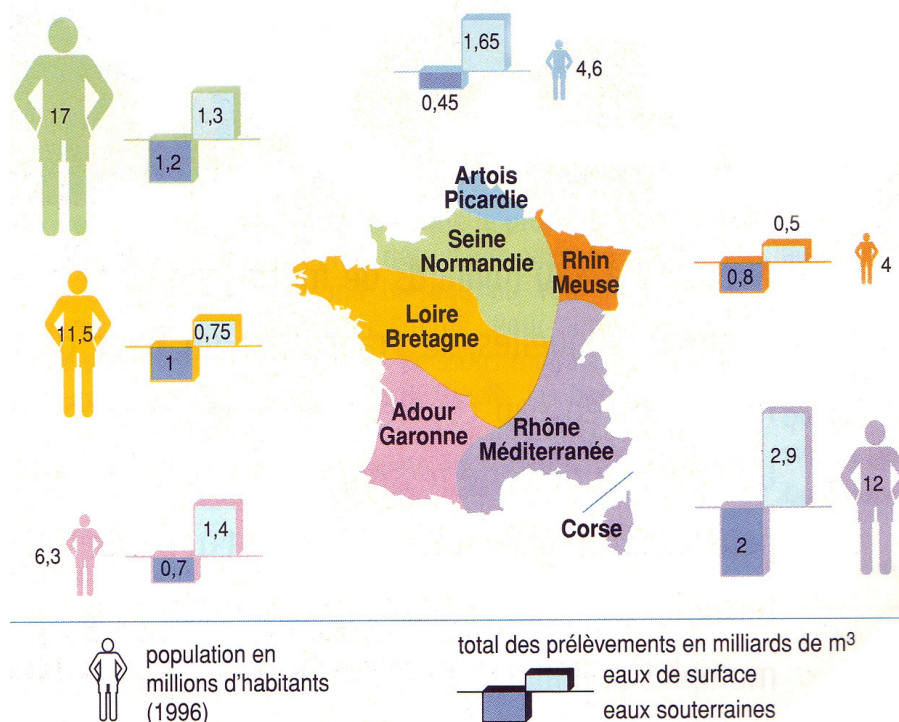 17
1,3
1,2
1,65
0,45
4,6
Artois
Picardie
Seine
Normandie
Rhin
Meuse
0,5
0,8
4
11,5
0,75
1
Loire
Bretagne
Adour
Garonne
Rhône
Méditerranée
Corse
2,9
2
12
6,3
1,4
0,7
population en
millions d'habitants
(1996)
total des prélèvements en milliards de m³
eaux de surface
eaux souterraines